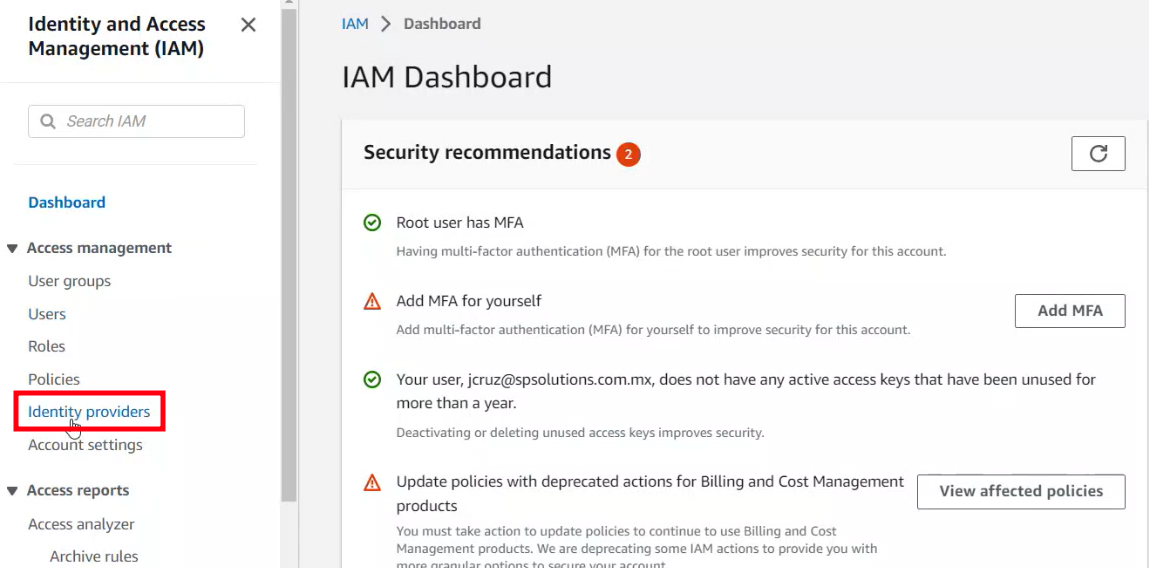 Identity and Access
Management (IAM)
Search IAM
Dashboard
Access management
User groups
Users
Roles
Policies
Identity providers
Account settings
Access reports
Access analyzer
Archive rules
IAM > Dashboard
IAM Dashboard
Security recommendations 2
Root user has MFA
Having multi-factor authentication (MFA) for the root user improves security for this account.
Add MFA for yourself
Add multi-factor authentication (MFA) for yourself to improve security for this account.
Add MFA
Your user, jcruz@spsolutions.com.mx, does not have any active access keys that have been unused for
more than a year.
Deactivating or deleting unused access keys improves security.
Update policies with deprecated actions for Billing and Cost Management
products
View affected policies
You must take action to update policies to continue to use Billing and Cost
Management products. We are deprecating some IAM actions to provide you with
more granular options to secure your account.